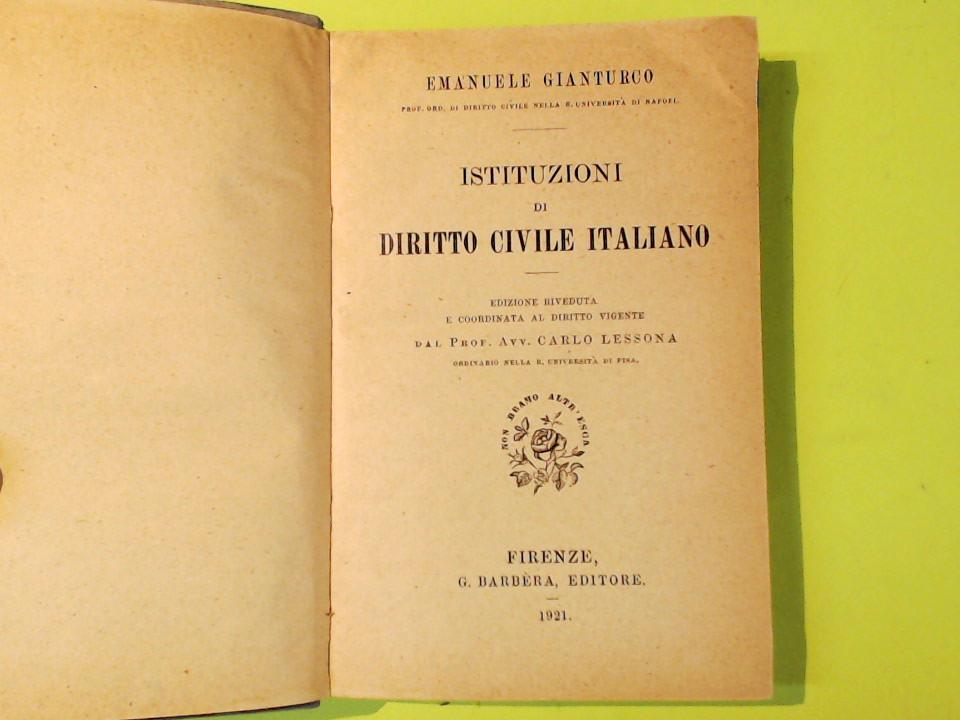 EMANUELE GIANTURCO
PROF. ORD. DI DIRITTO CIVILE NELLA R. UNIVERSITÀ DI NAPOLI.
ISTITUZIONI
DI
DIRITTO CIVILE ITALIANO
EDIZIONE RIVEDUTA
E COORDINATA AL DIRITTO VIGENTE
DAL PROF. AVV. CARLO LESSONA
ORDINARIO NELLA R. UNIVERSITÀ DI PISA.
NON BRAMO ALTR'ESCA
FIRENZE,
G. BARBÈRA, EDITORE.
1921.